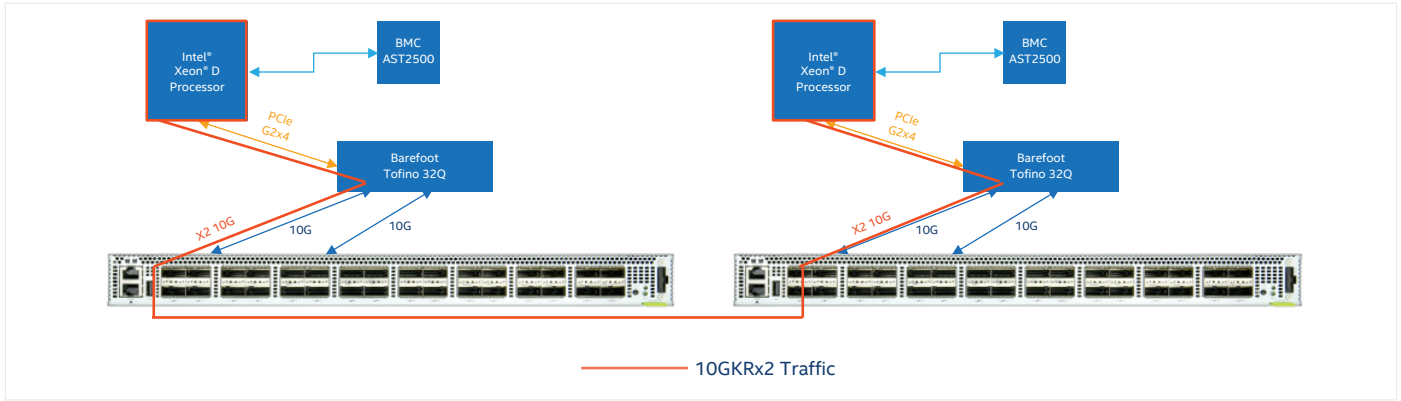 Intel®
Xeon® D
Processor
BMC
AST2500
PCIe
G2x4
Barefoot
Tofino 32Q
X2 10G
10G
10G
Intel®
Xeon® D
Processor
BMC
AST2500
PCIe
G2x4
Barefoot
Tofino 32Q
X2 10G
10G
10G
10GKRx2 Traffic